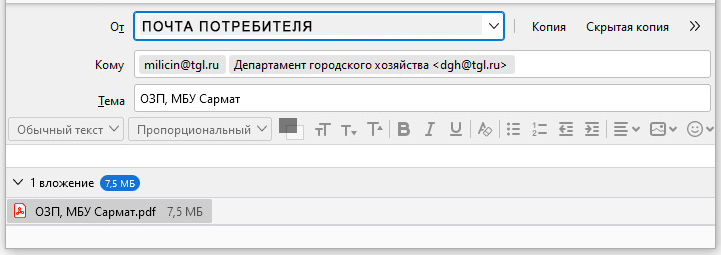 От ПОЧТА ПОТРЕБИТЕЛЯ Копия Скрытая копия »
Кому milicin@tgl.ru Департамент городского хозяйства <dgh@tgl.ru>
Тема ОЗП, МБУ Сармат
Обычный текст Пропорциональный B I U
1 вложение 7,5 МБ
ОЗП, МБУ Сармат.pdf 7,5 МБ